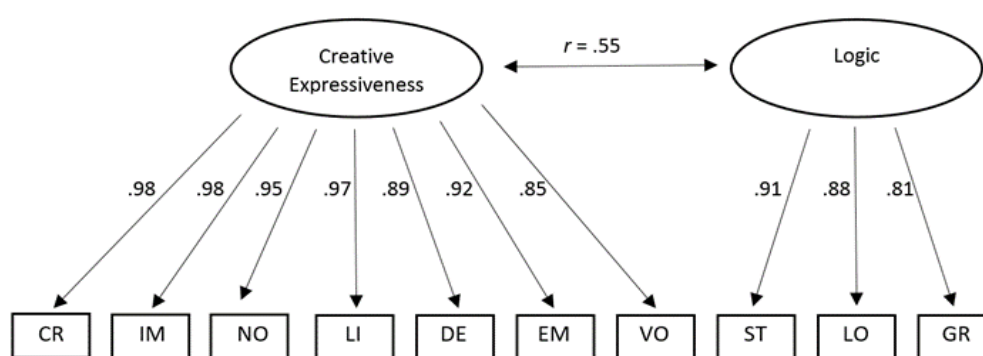 Creative
Expressiveness
r = .55
Logic
.98
.98
.95
.97
.89
.92
.85
.91
.88
.81
CR
IM
NO
LI
DE
EM
VO
ST
LO
GR